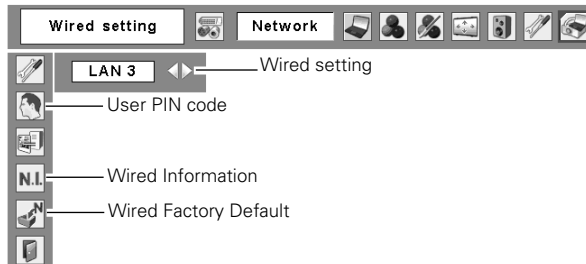 Wired setting Network
LAN 3 Wired setting
User PIN code
N.I. Wired Information
N Wired Factory Default